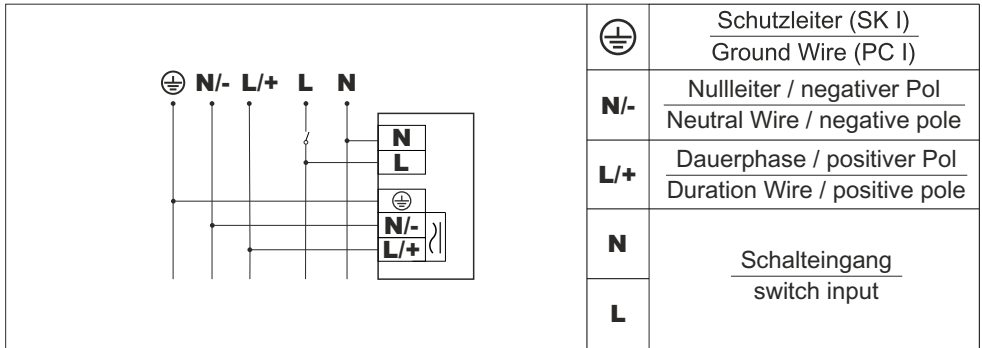 N/- L/+ L N
N
L
N/-
L/+
Schutzleiter (SK I)
Ground Wire (PC I)
N/-
Nullleiter / negativer Pol
Neutral Wire / negative pole
L/+
Dauerphase / positiver Pol
Duration Wire / positive pole
N
L
Schalteingang
switch input